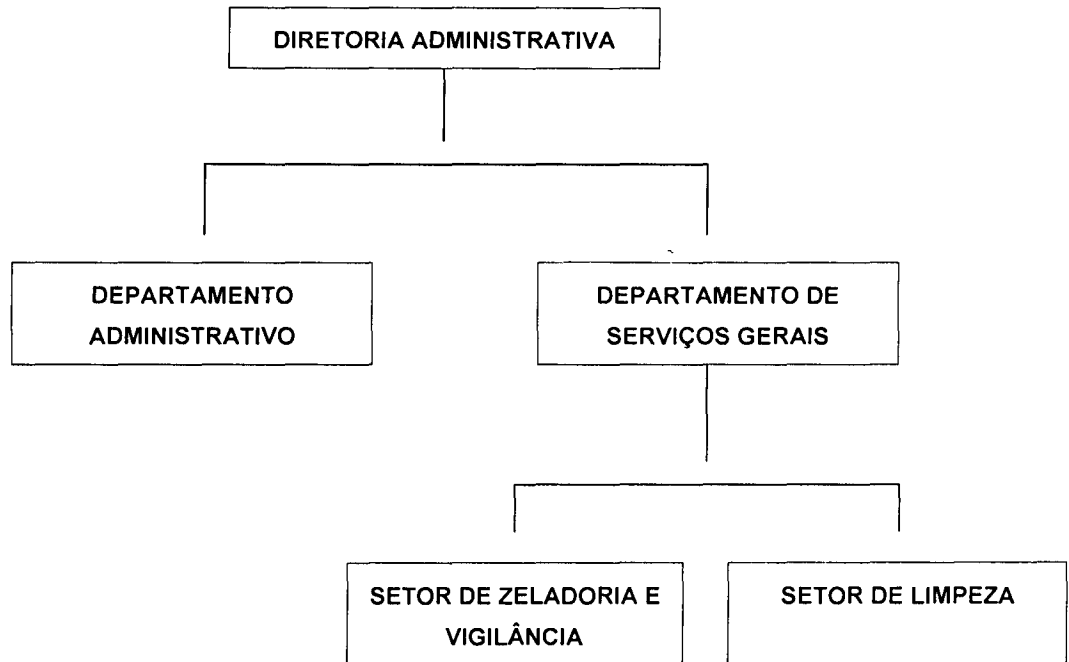 DIRETORIA ADMINISTRATIVA
DEPARTAMENTO
ADMINISTRATIVO
DEPARTAMENTO DE
SERVIÇOS GERAIS
SETOR DE ZELADORIA E
VIGILÂNCIA
SETOR DE LIMPEZA